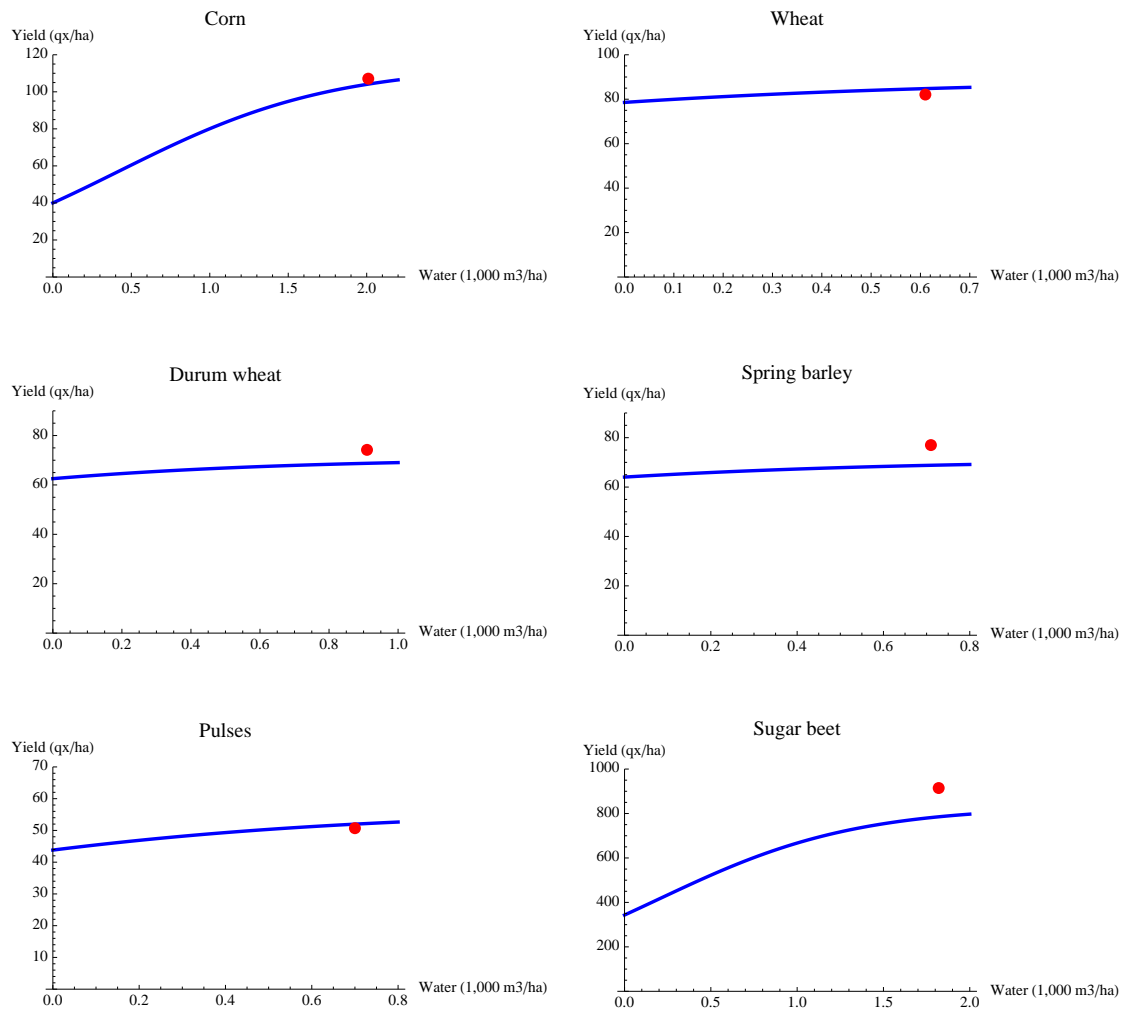 Corn
Yield (qx/ha)
120
100
80
60
40
20
0.0 0.5 1.0 1.5 2.0
Water (1,000 m3/ha)
Wheat
Yield (qx/ha)
100
80
60
40
20
0.0 0.1 0.2 0.3 0.4 0.5 0.6 0.7
Water (1,000 m3/ha)
Durum wheat
Yield (qx/ha)
80
60
40
20
0.0 0.2 0.4 0.6 0.8 1.0
Water (1,000 m3/ha)
Spring barley
Yield (qx/ha)
80
60
40
20
0.0 0.2 0.4 0.6 0.8
Water (1,000 m3/ha)
Pulses
Yield (qx/ha)
70
60
50
40
30
20
10
0.0 0.2 0.4 0.6 0.8
Water (1,000 m3/ha)
Sugar beet
Yield (qx/ha)
1000
800
600
400
200
0.0 0.5 1.0 1.5 2.0
Water (1,000 m3/ha)